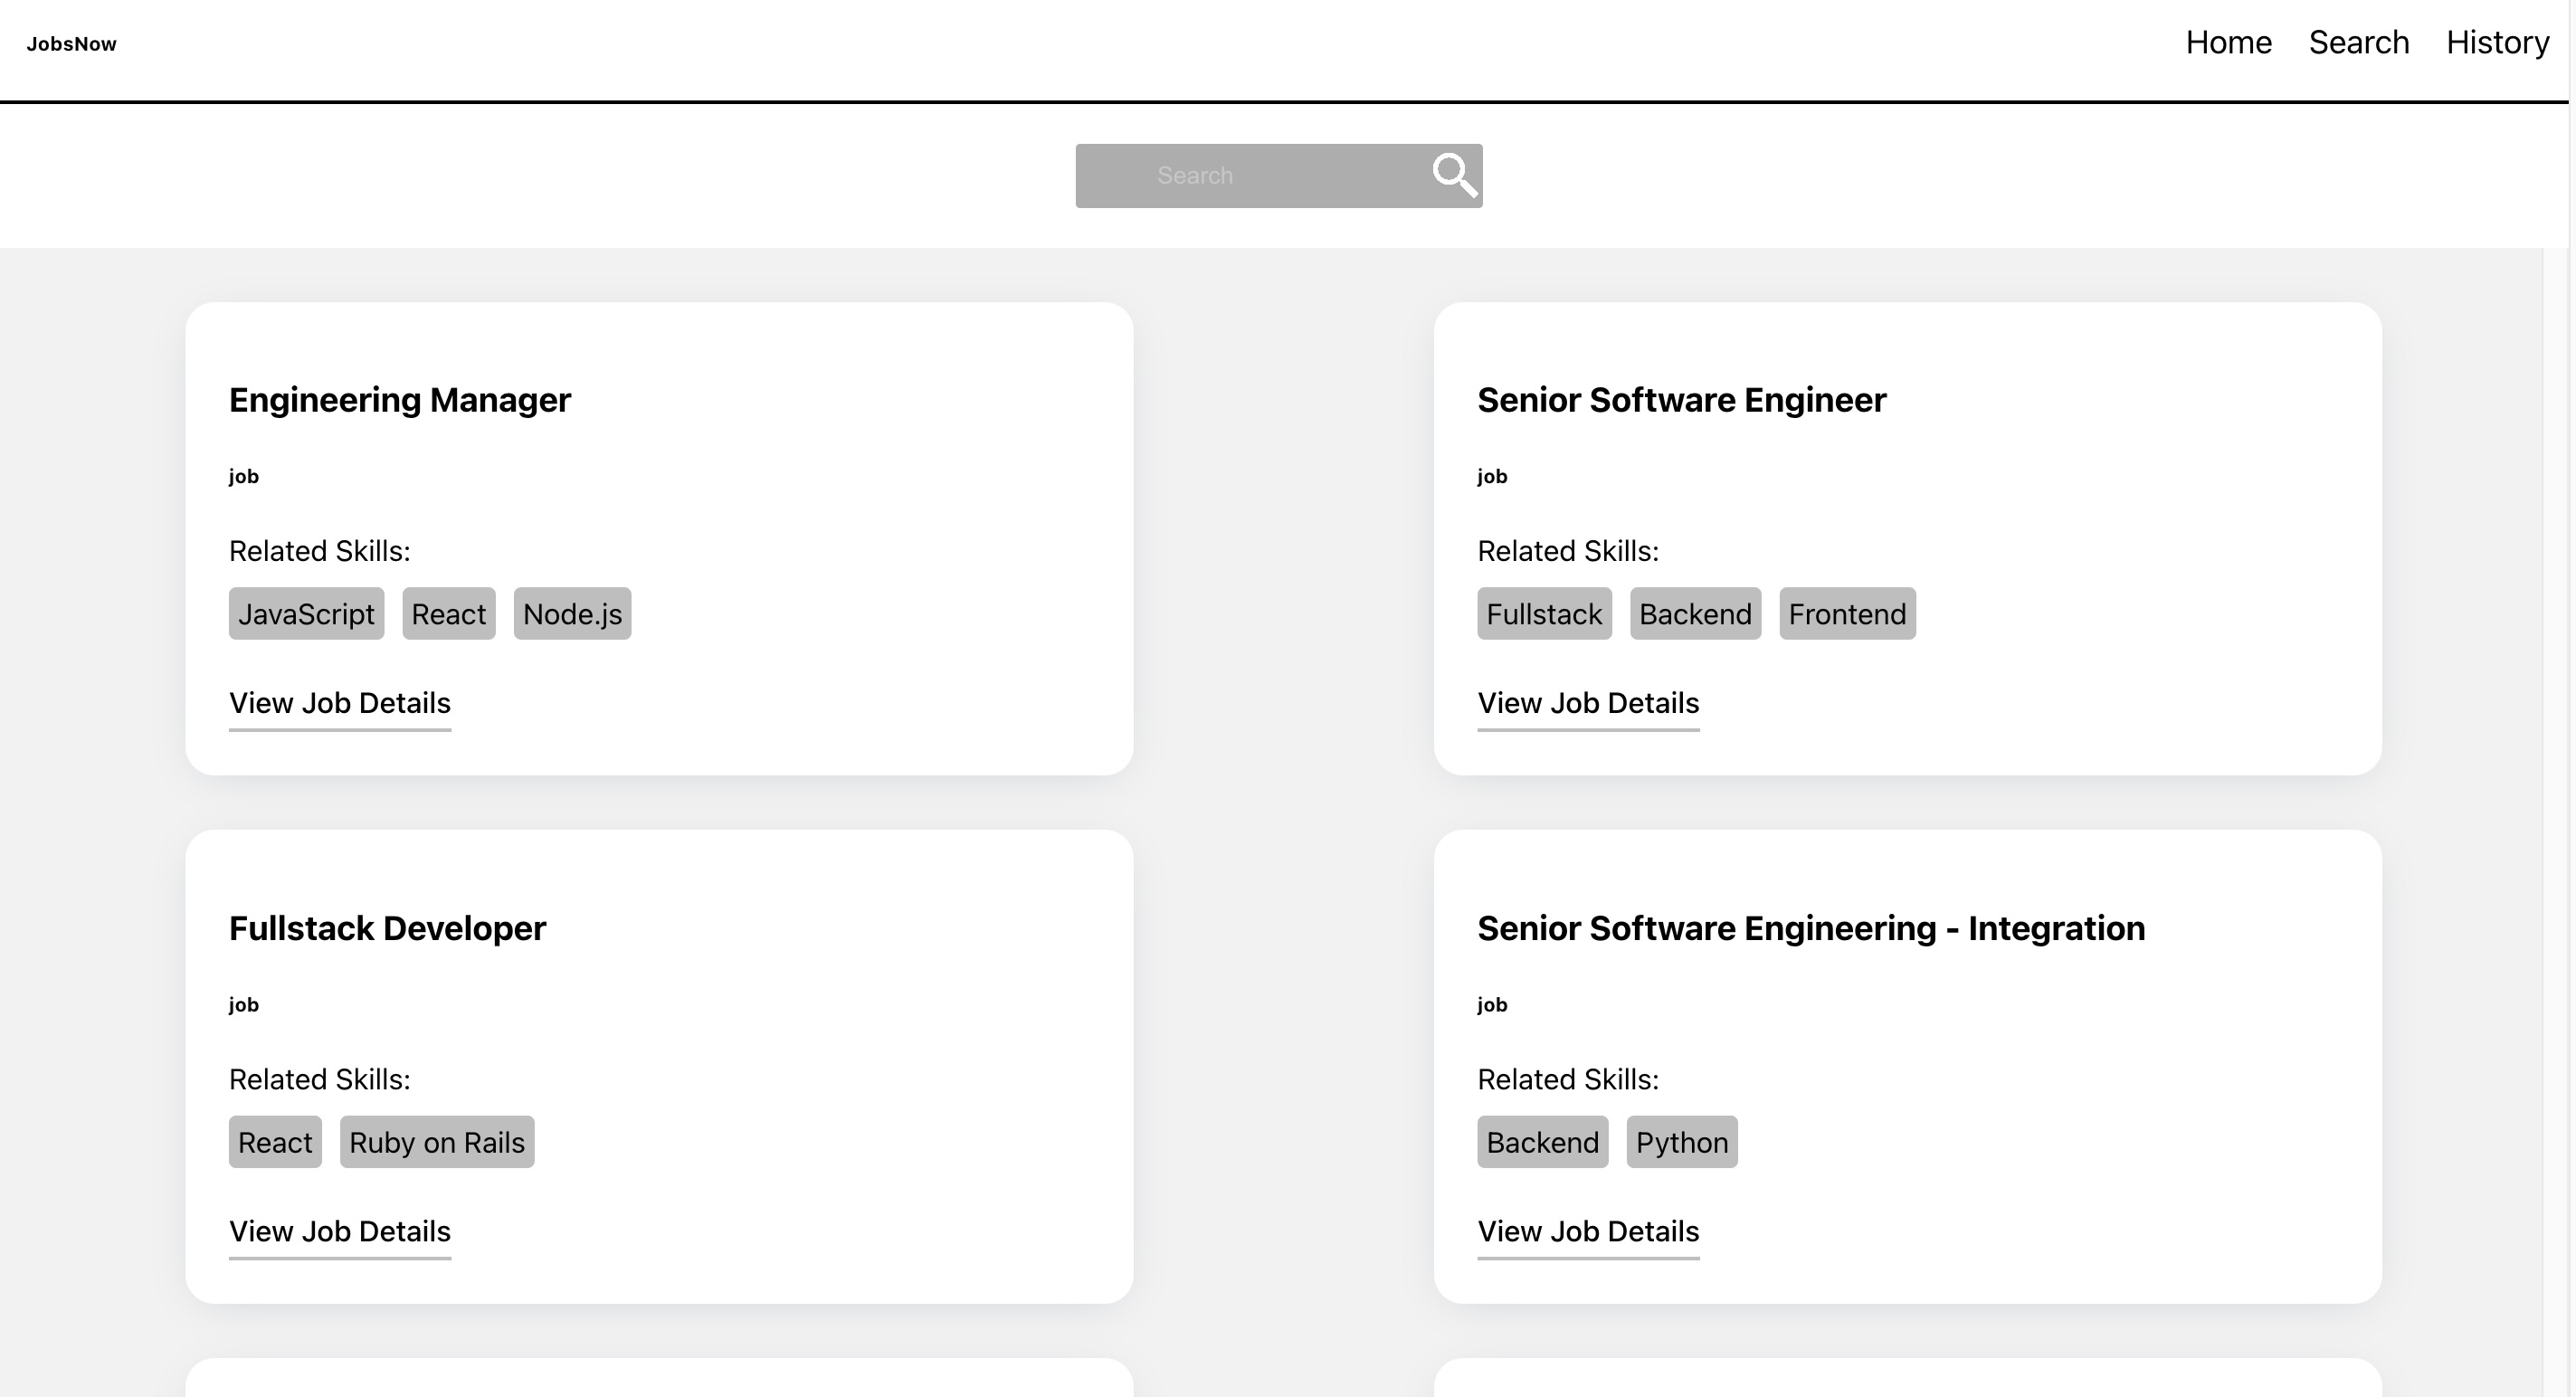 JobsNow
Home Search History
Search
Engineering Manager
job
Related Skills:
JavaScript React Node.js
View Job Details
Senior Software Engineer
job
Related Skills:
Fullstack Backend Frontend
View Job Details
Fullstack Developer
job
Related Skills:
React Ruby on Rails
View Job Details
Senior Software Engineering - Integration
job
Related Skills:
Backend Python
View Job Details